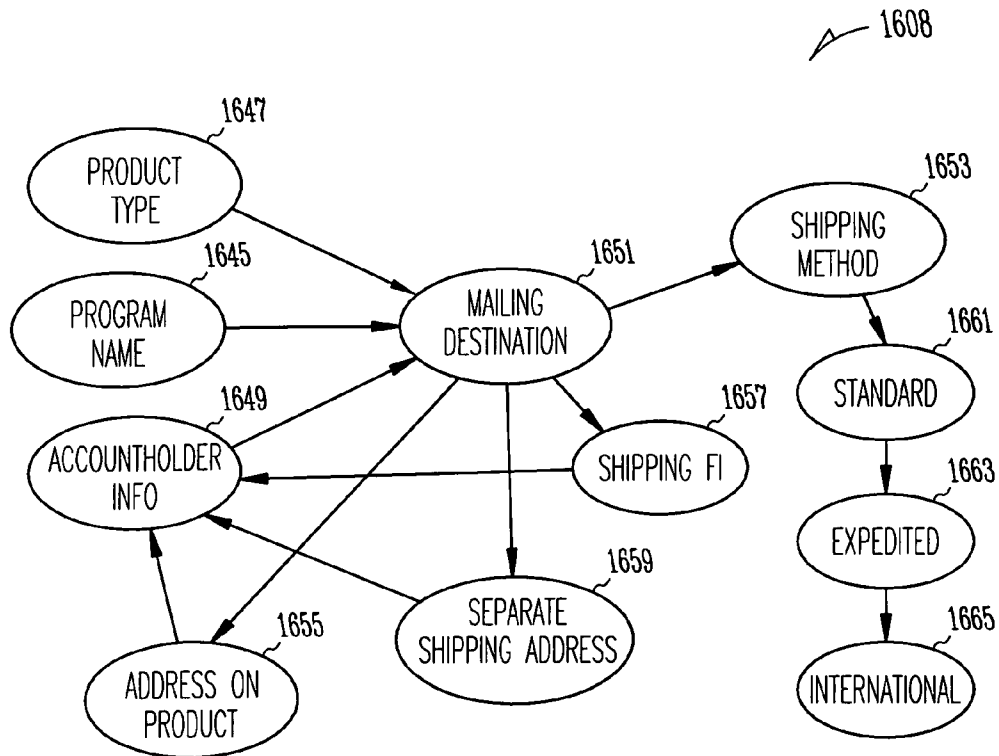 1608
1647
PRODUCT
TYPE
1645
PROGRAM
NAME
1649
ACCOUNTHOLDER
INFO
1651
MAILING
DESTINATION
1653
SHIPPING
METHOD
1661
STANDARD
1657
SHIPPING FI
1663
EXPEDITED
1659
SEPARATE
SHIPPING ADDRESS
1655
ADDRESS ON
PRODUCT
1665
INTERNATIONAL